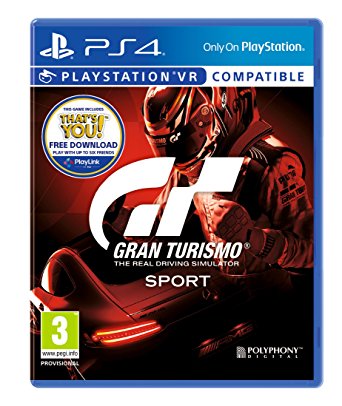 PS4
Only On PlayStation®
PLAYSTATION®VR COMPATIBLE
THIS GAME INCLUDES
THAT'S
YOU!
FREE DOWNLOAD
PLAY WITH UP TO SIX FRIENDS
PlayLink
GT
GRAN TURISMO®
THE REAL DRIVING SIMULATOR
SPORT
3
www.pegi.info
PROVISIONAL
POLYPHONY
DIGITAL